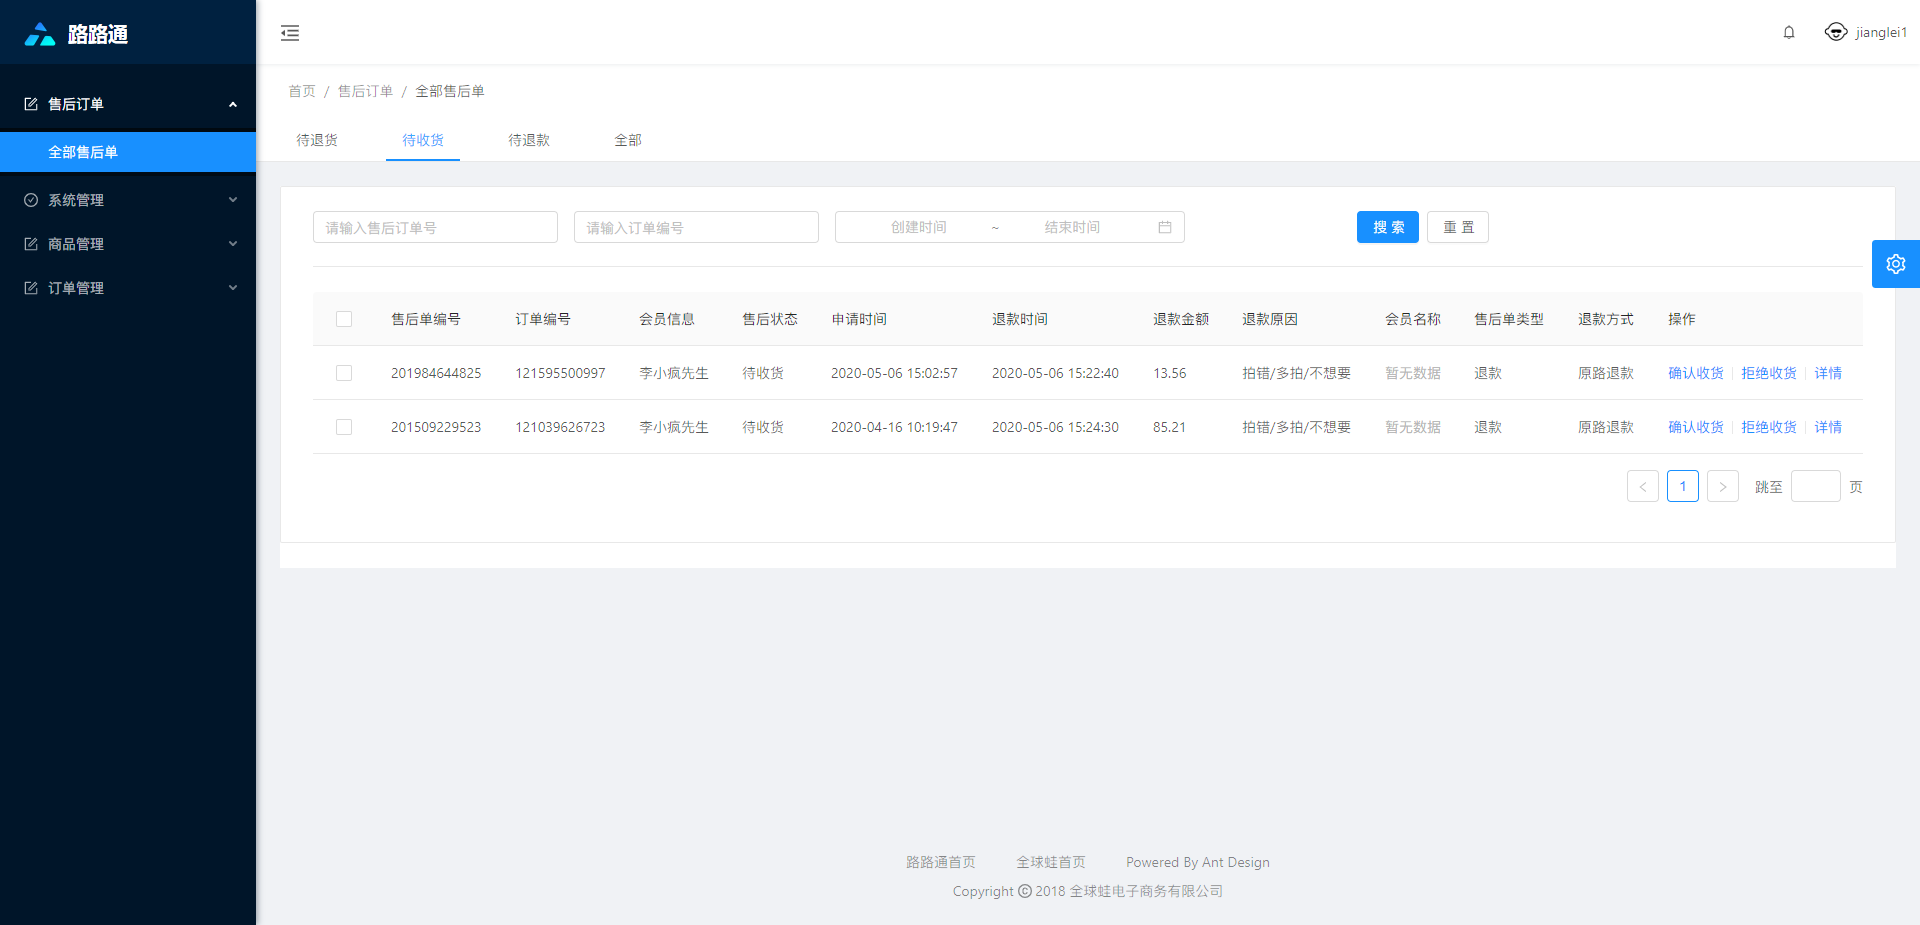 路路通
jianglei1
售后订单
全部售后单
系统管理
商品管理
订单管理
首页 / 售后订单 / 全部售后单
待退货 待收货 待退款 全部
请输入售后订单号 请输入订单编号 创建时间 ~ 结束时间 搜 索 重 置
售后单编号 订单编号 会员信息 售后状态 申请时间 退款时间 退款金额 退款原因 会员名称 售后单类型 退款方式 操作
201984644825 121595500997 李小疯先生 待收货 2020-05-06 15:02:57 2020-05-06 15:22:40 13.56 拍错/多拍/不想要 暂无数据 退款 原路退款 确认收货 拒绝收货 详情
201509229523 121039626723 李小疯先生 待收货 2020-04-16 10:19:47 2020-05-06 15:24:30 85.21 拍错/多拍/不想要 暂无数据 退款 原路退款 确认收货 拒绝收货 详情
< 1 > 跳至 页
路路通首页 全球蛙首页 Powered By Ant Design
Copyright © 2018 全球蛙电子商务有限公司